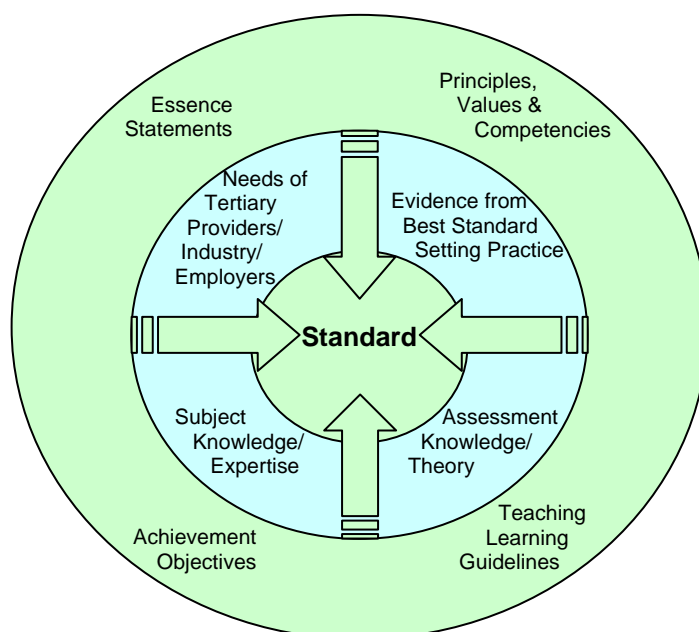 Essence
Statements
Principles,
Values &
Competencies
Needs of
Tertiary
Providers/
Industry/
Employers
Evidence from
Best Standard
Setting Practice
Standard
Subject
Knowledge/
Expertise
Assessment
Knowledge/
Theory
Achievement
Objectives
Teaching
Learning
Guidelines